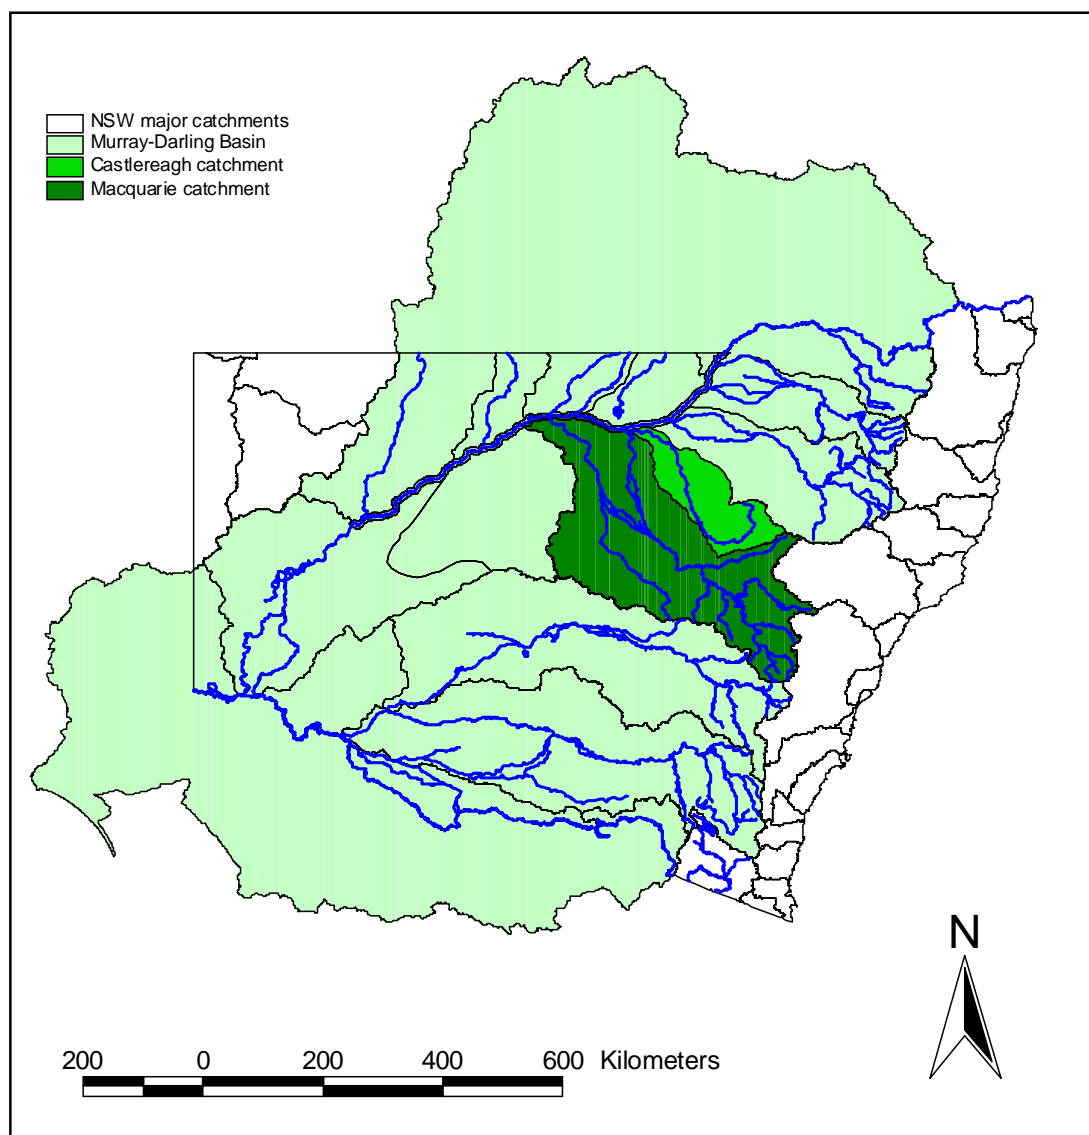 NSW major catchments
Murray-Darling Basin
Castlereagh catchment
Macquarie catchment
N
200 0 200 400 600 Kilometers